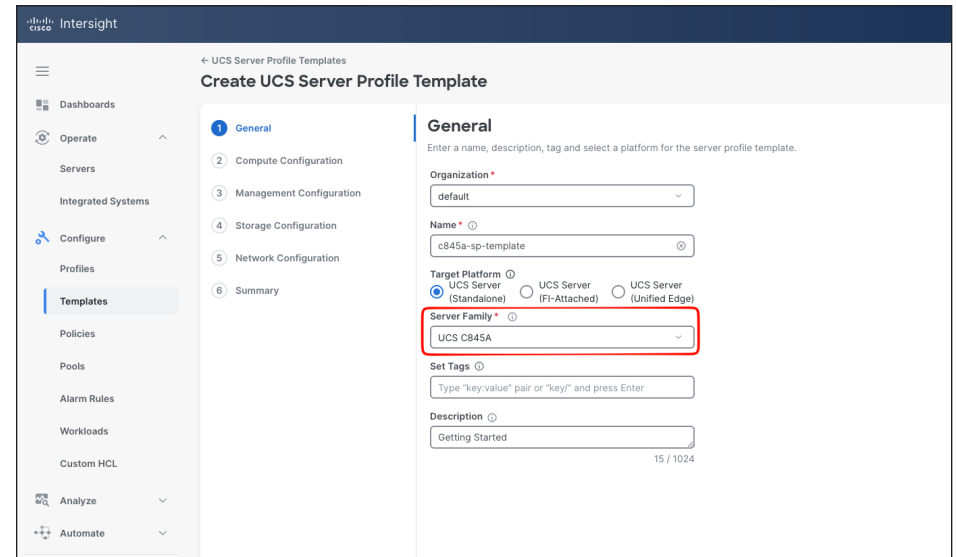 cisco Intersight
← UCS Server Profile Templates
Create UCS Server Profile Template
Dashboards
Operate
Servers
Integrated Systems
Configure
Profiles
Templates
Policies
Pools
Alarm Rules
Workloads
Custom HCL
Analyze
Automate
1 General
2 Compute Configuration
3 Management Configuration
4 Storage Configuration
5 Network Configuration
6 Summary
General
Enter a name, description, tag and select a platform for the server profile template.
Organization *
default
Name *
c845a-sp-template
Target Platform
UCS Server (Standalone)
UCS Server (FI-Attached)
UCS Server (Unified Edge)
Server Family *
UCS C845A
Set Tags
Type "key:value" pair or "key/" and press Enter
Description
Getting Started
15 / 1024